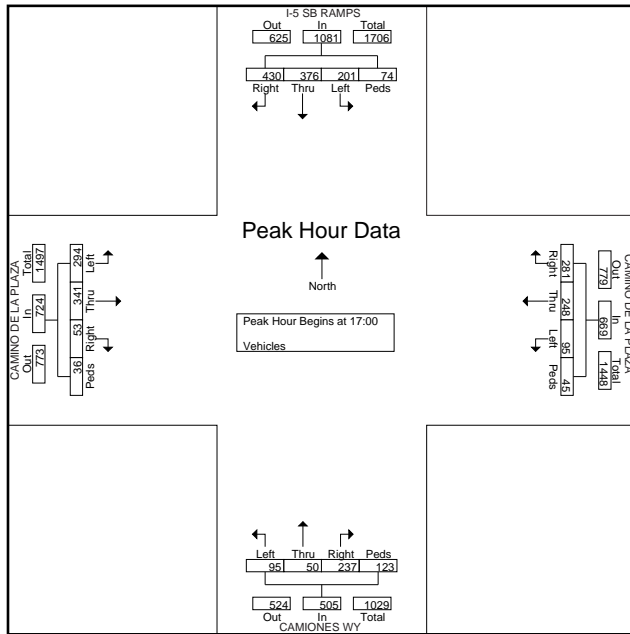 I-5 SB RAMPS
Out In Total
625 1081 1706
430 376 201 74
Right Thru Left Peds
Peak Hour Data
North
Peak Hour Begins at 17:00
Vehicles
CAMINO DE LA PLAZA
Out In Total
773 724 1497
36 53 341 294
Peds Right Thru Left
CAMINO DE LA PLAZA
Out In Total
779 669 1448
281 248 95 45
Right Thru Left Peds
Left Thru Right Peds
95 50 237 123
524 505 1029
Out In Total
CAMIONES WY